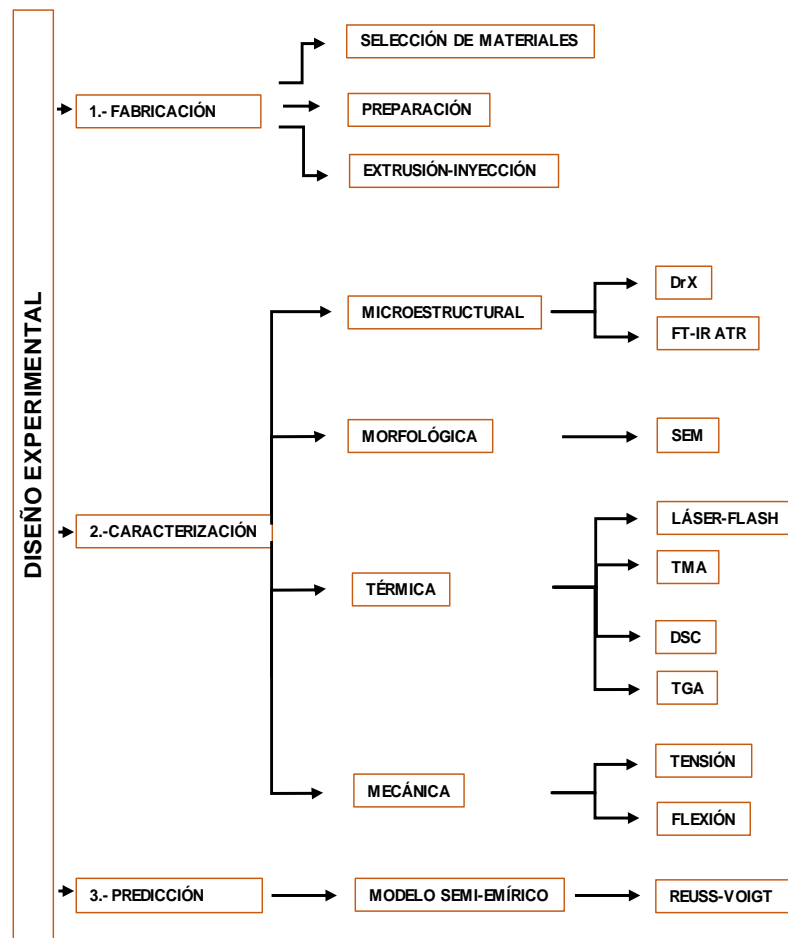 DISEÑO EXPERIMENTAL
1.- FABRICACIÓN
SELECCIÓN DE MATERIALES
PREPARACIÓN
EXTRUSIÓN-INYECCIÓN
2.-CARACTERIZACIÓN
MICROESTRUCTURAL
DrX
FT-IR ATR
MORFOLÓGICA
SEM
TÉRMICA
LÁSER-FLASH
TMA
DSC
TGA
MECÁNICA
TENSIÓN
FLEXIÓN
3.- PREDICCIÓN
MODELO SEMI-EMÍRICO
REUSS-VOIGT